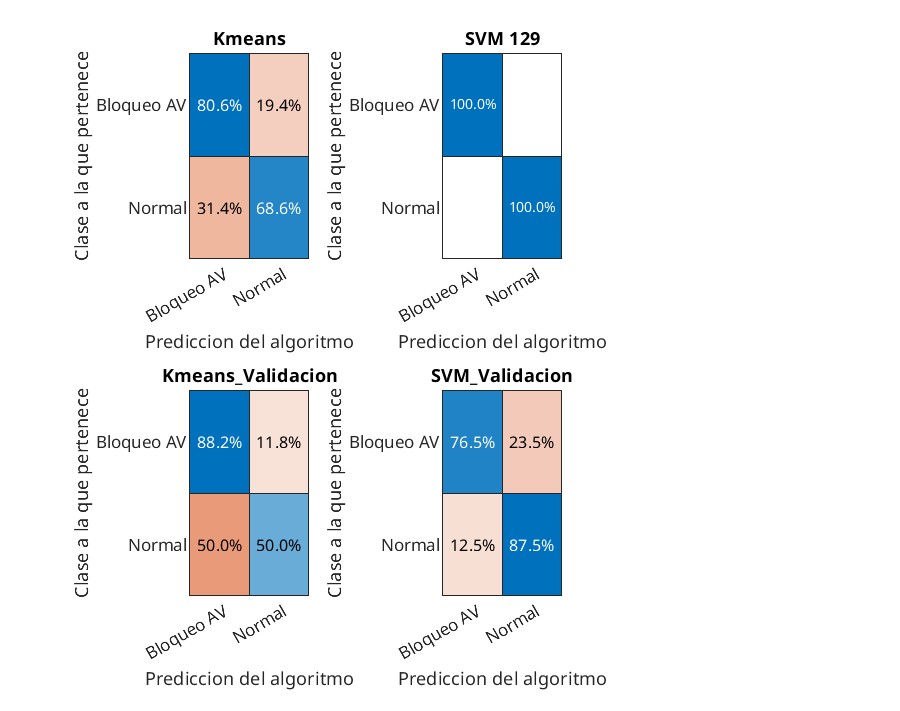 Kmeans
Clase a la que pertenece
Bloqueo AV
80.6%
19.4%
Normal
31.4%
68.6%
Bloqueo AV
Normal
Prediccion del algoritmo
SVM 129
Clase a la que pertenece
Bloqueo AV
100.0%
Normal
100.0%
Bloqueo AV
Normal
Prediccion del algoritmo
Kmeans_Validacion
Clase a la que pertenece
Bloqueo AV
88.2%
11.8%
Normal
50.0%
50.0%
Bloqueo AV
Normal
Prediccion del algoritmo
SVM_Validacion
Clase a la que pertenece
Bloqueo AV
76.5%
23.5%
Normal
12.5%
87.5%
Bloqueo AV
Normal
Prediccion del algoritmo